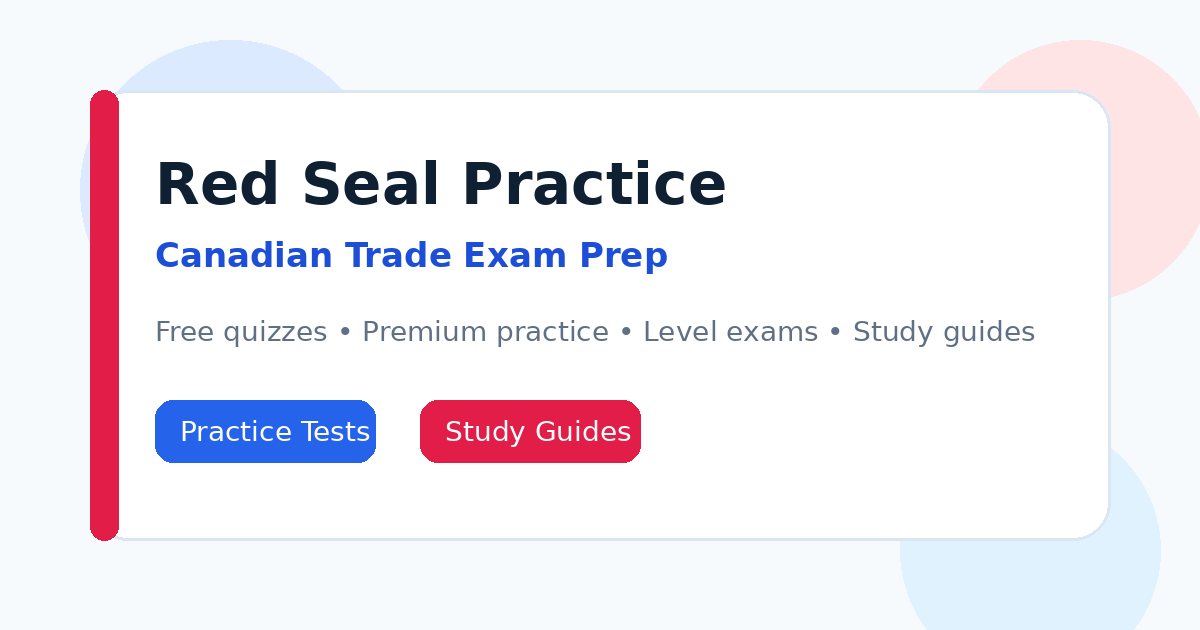 Red Seal Practice
Canadian Trade Exam Prep
Free quizzes • Premium practice • Level exams • Study guides
Practice Tests
Study Guides